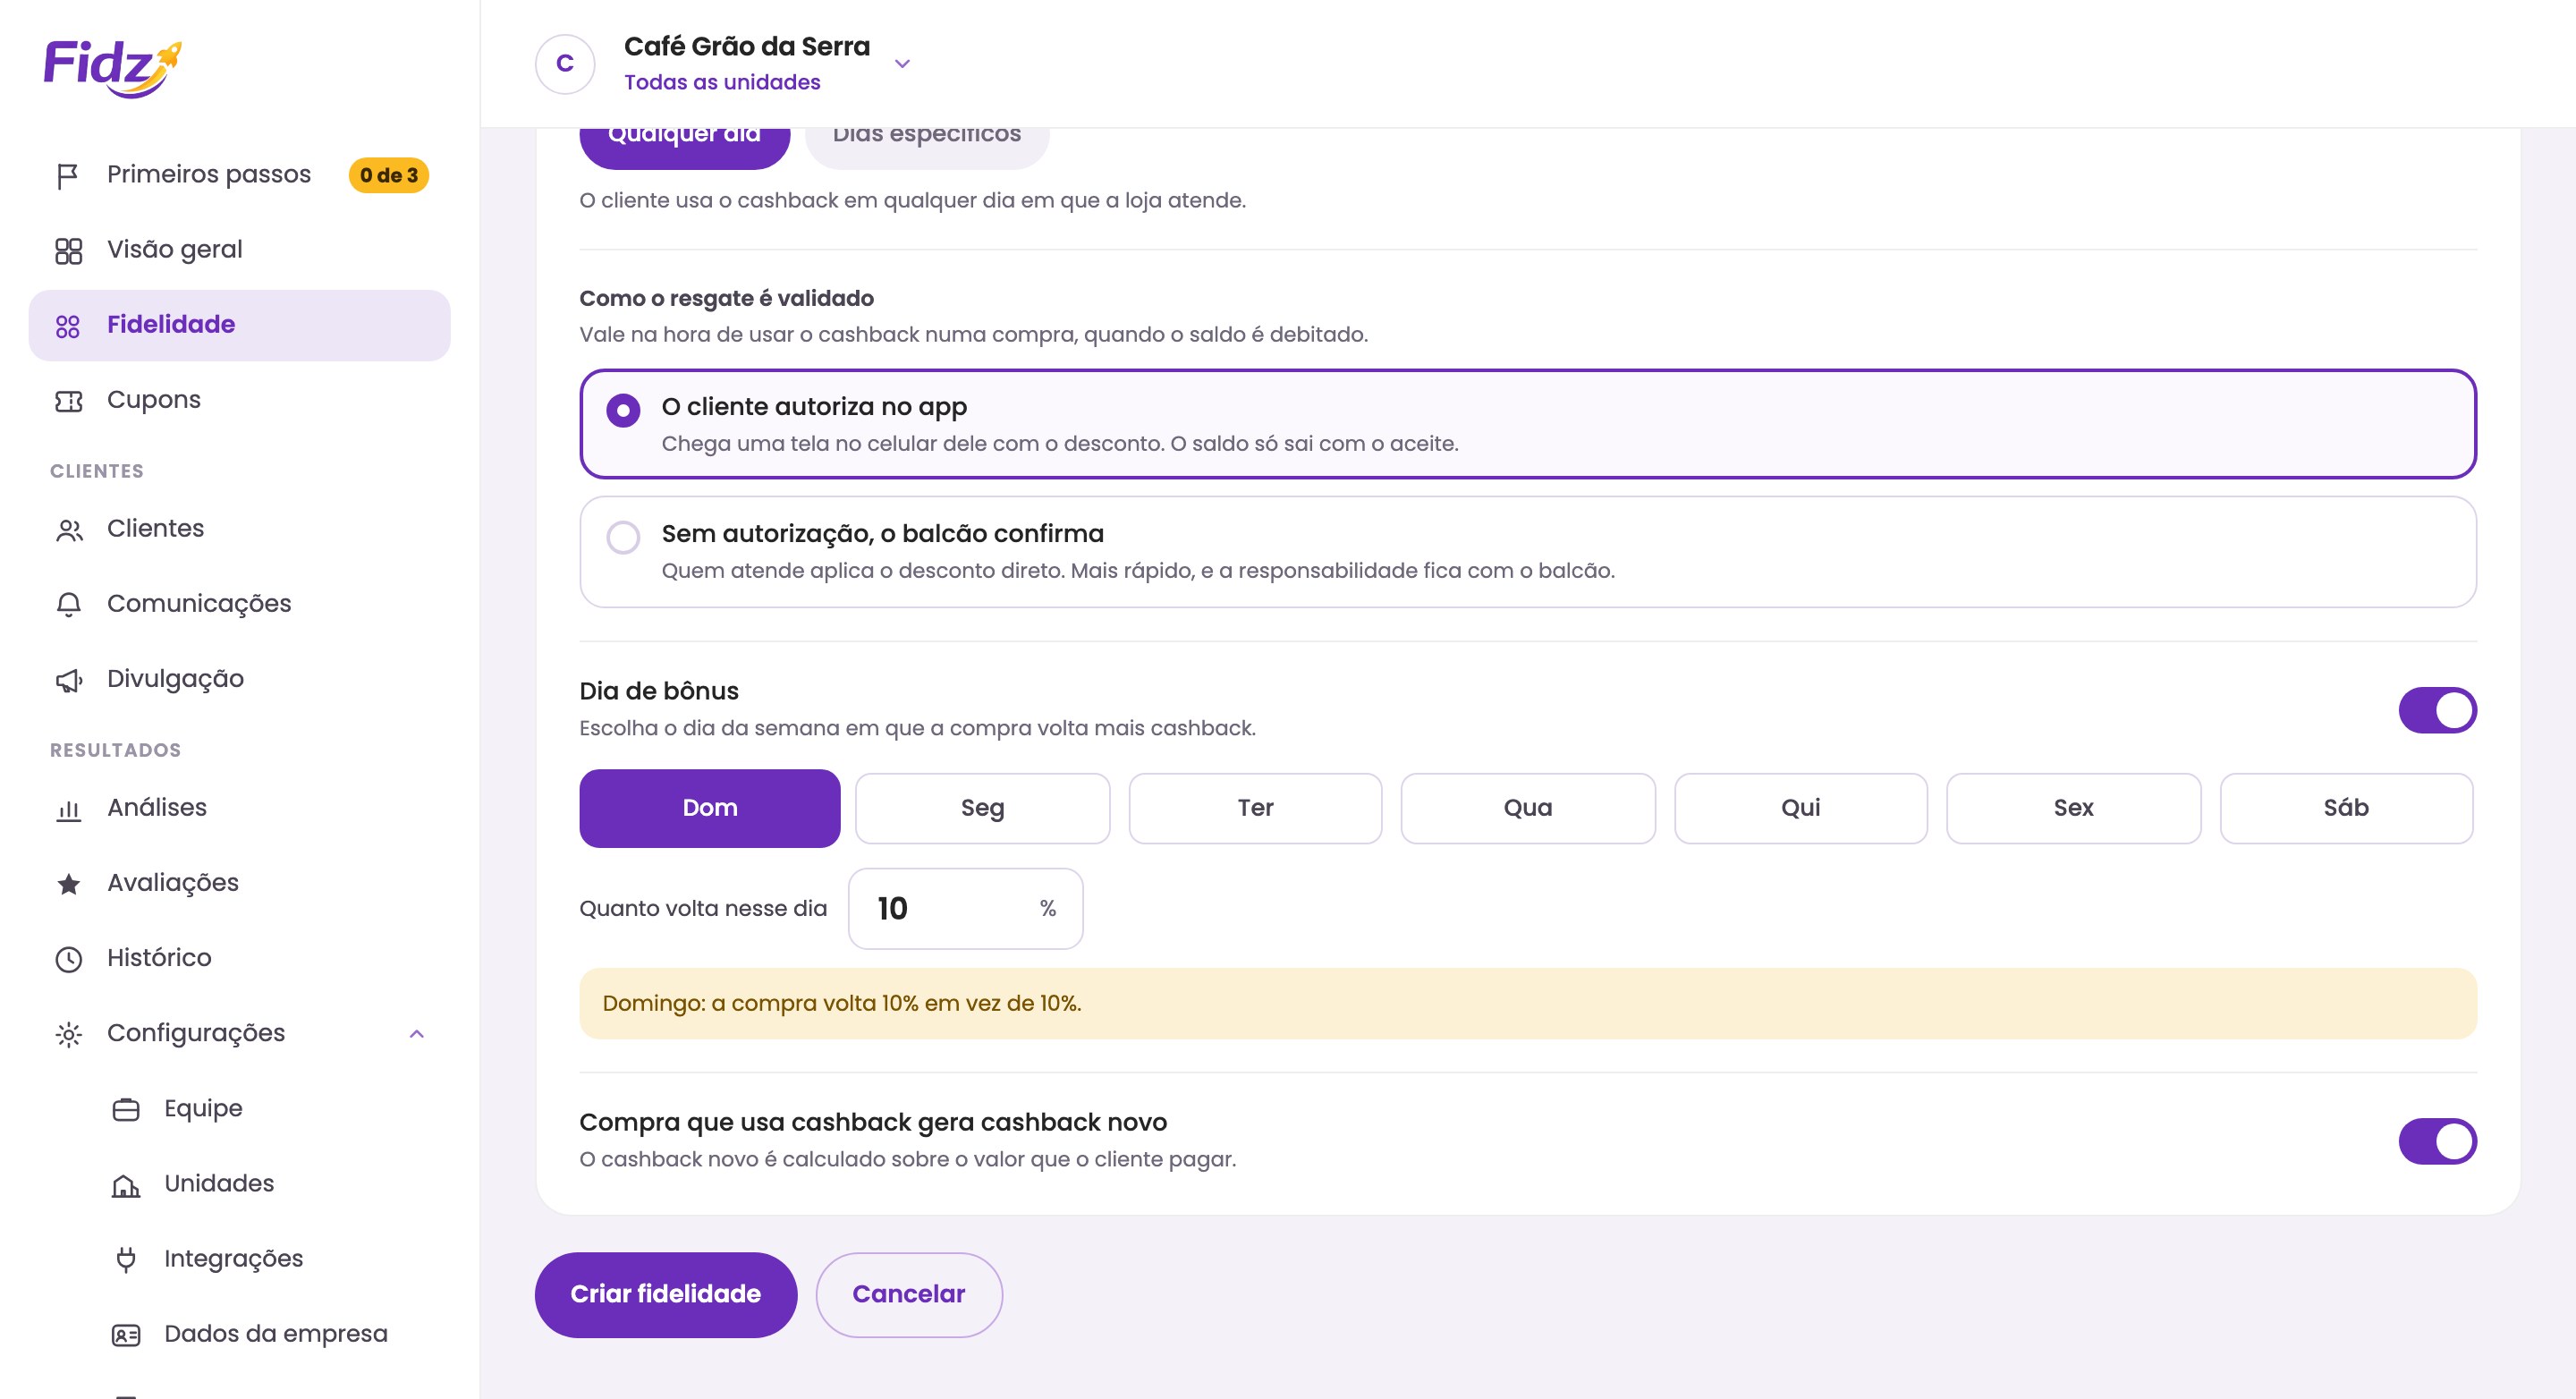 Fidz
Primeiros passos
0 de 3
Visão geral
Fidelidade
Cupons
CLIENTES
Clientes
Comunicações
Divulgação
RESULTADOS
Análises
Avaliações
Histórico
Configurações
Equipe
Unidades
Integrações
Dados da empresa
C
Café Grão da Serra
Todas as unidades
Qualquer dia
Dias específicos
O cliente usa o cashback em qualquer dia em que a loja atende.
Como o resgate é validado
Vale na hora de usar o cashback numa compra, quando o saldo é debitado.
O cliente autoriza no app
Chega uma tela no celular dele com o desconto. O saldo só sai com o aceite.
Sem autorização, o balcão confirma
Quem atende aplica o desconto direto. Mais rápido, e a responsabilidade fica com o balcão.
Dia de bônus
Escolha o dia da semana em que a compra volta mais cashback.
Dom
Seg
Ter
Qua
Qui
Sex
Sáb
Quanto volta nesse dia
10
%
Domingo: a compra volta 10% em vez de 10%.
Compra que usa cashback gera cashback novo
O cashback novo é calculado sobre o valor que o cliente pagar.
Criar fidelidade
Cancelar